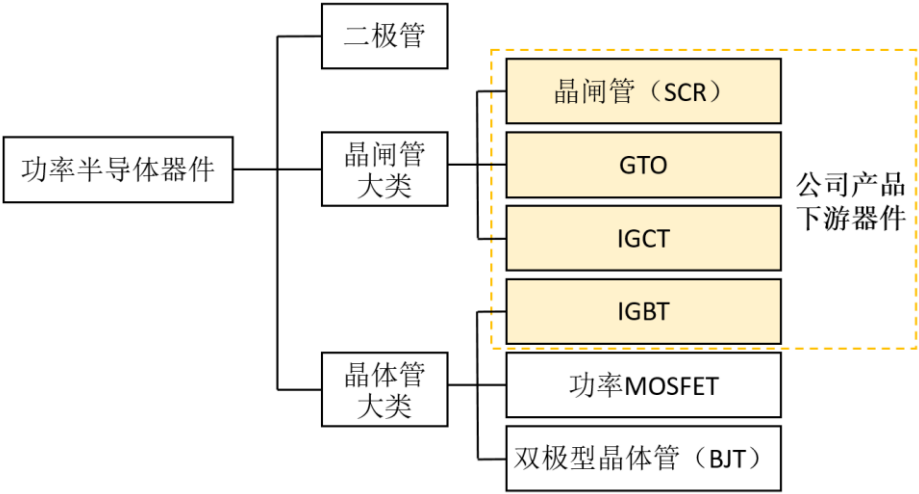 二极管
晶闸管（SCR）
功率半导体器件
晶闸管
大类
GTO
公司产品
下游器件
IGCT
IGBT
晶体管
大类
功率MOSFET
双极型晶体管（BJT）